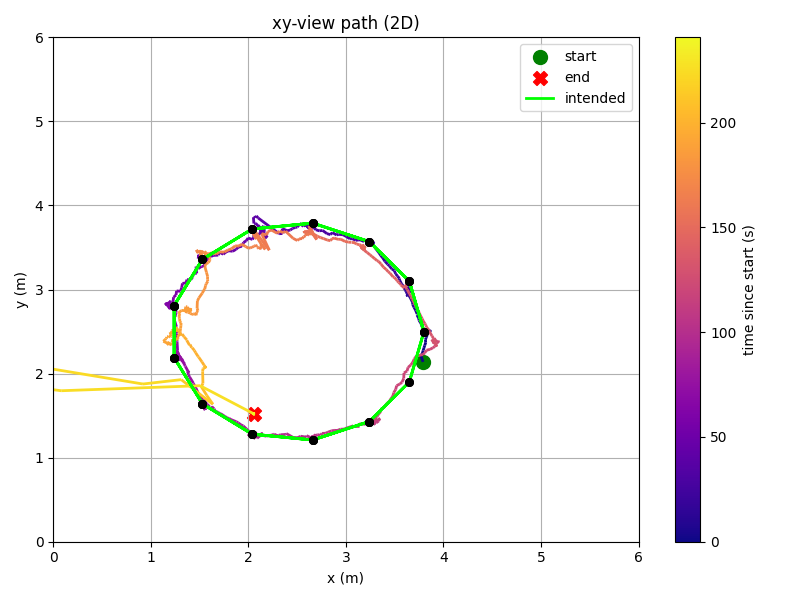 xy-view path (2D)
start
end
intended
y (m)
6
5
4
3
2
1
0
0 1 2 3 4 5 6
x (m)
200
150
100
50
0
time since start (s)